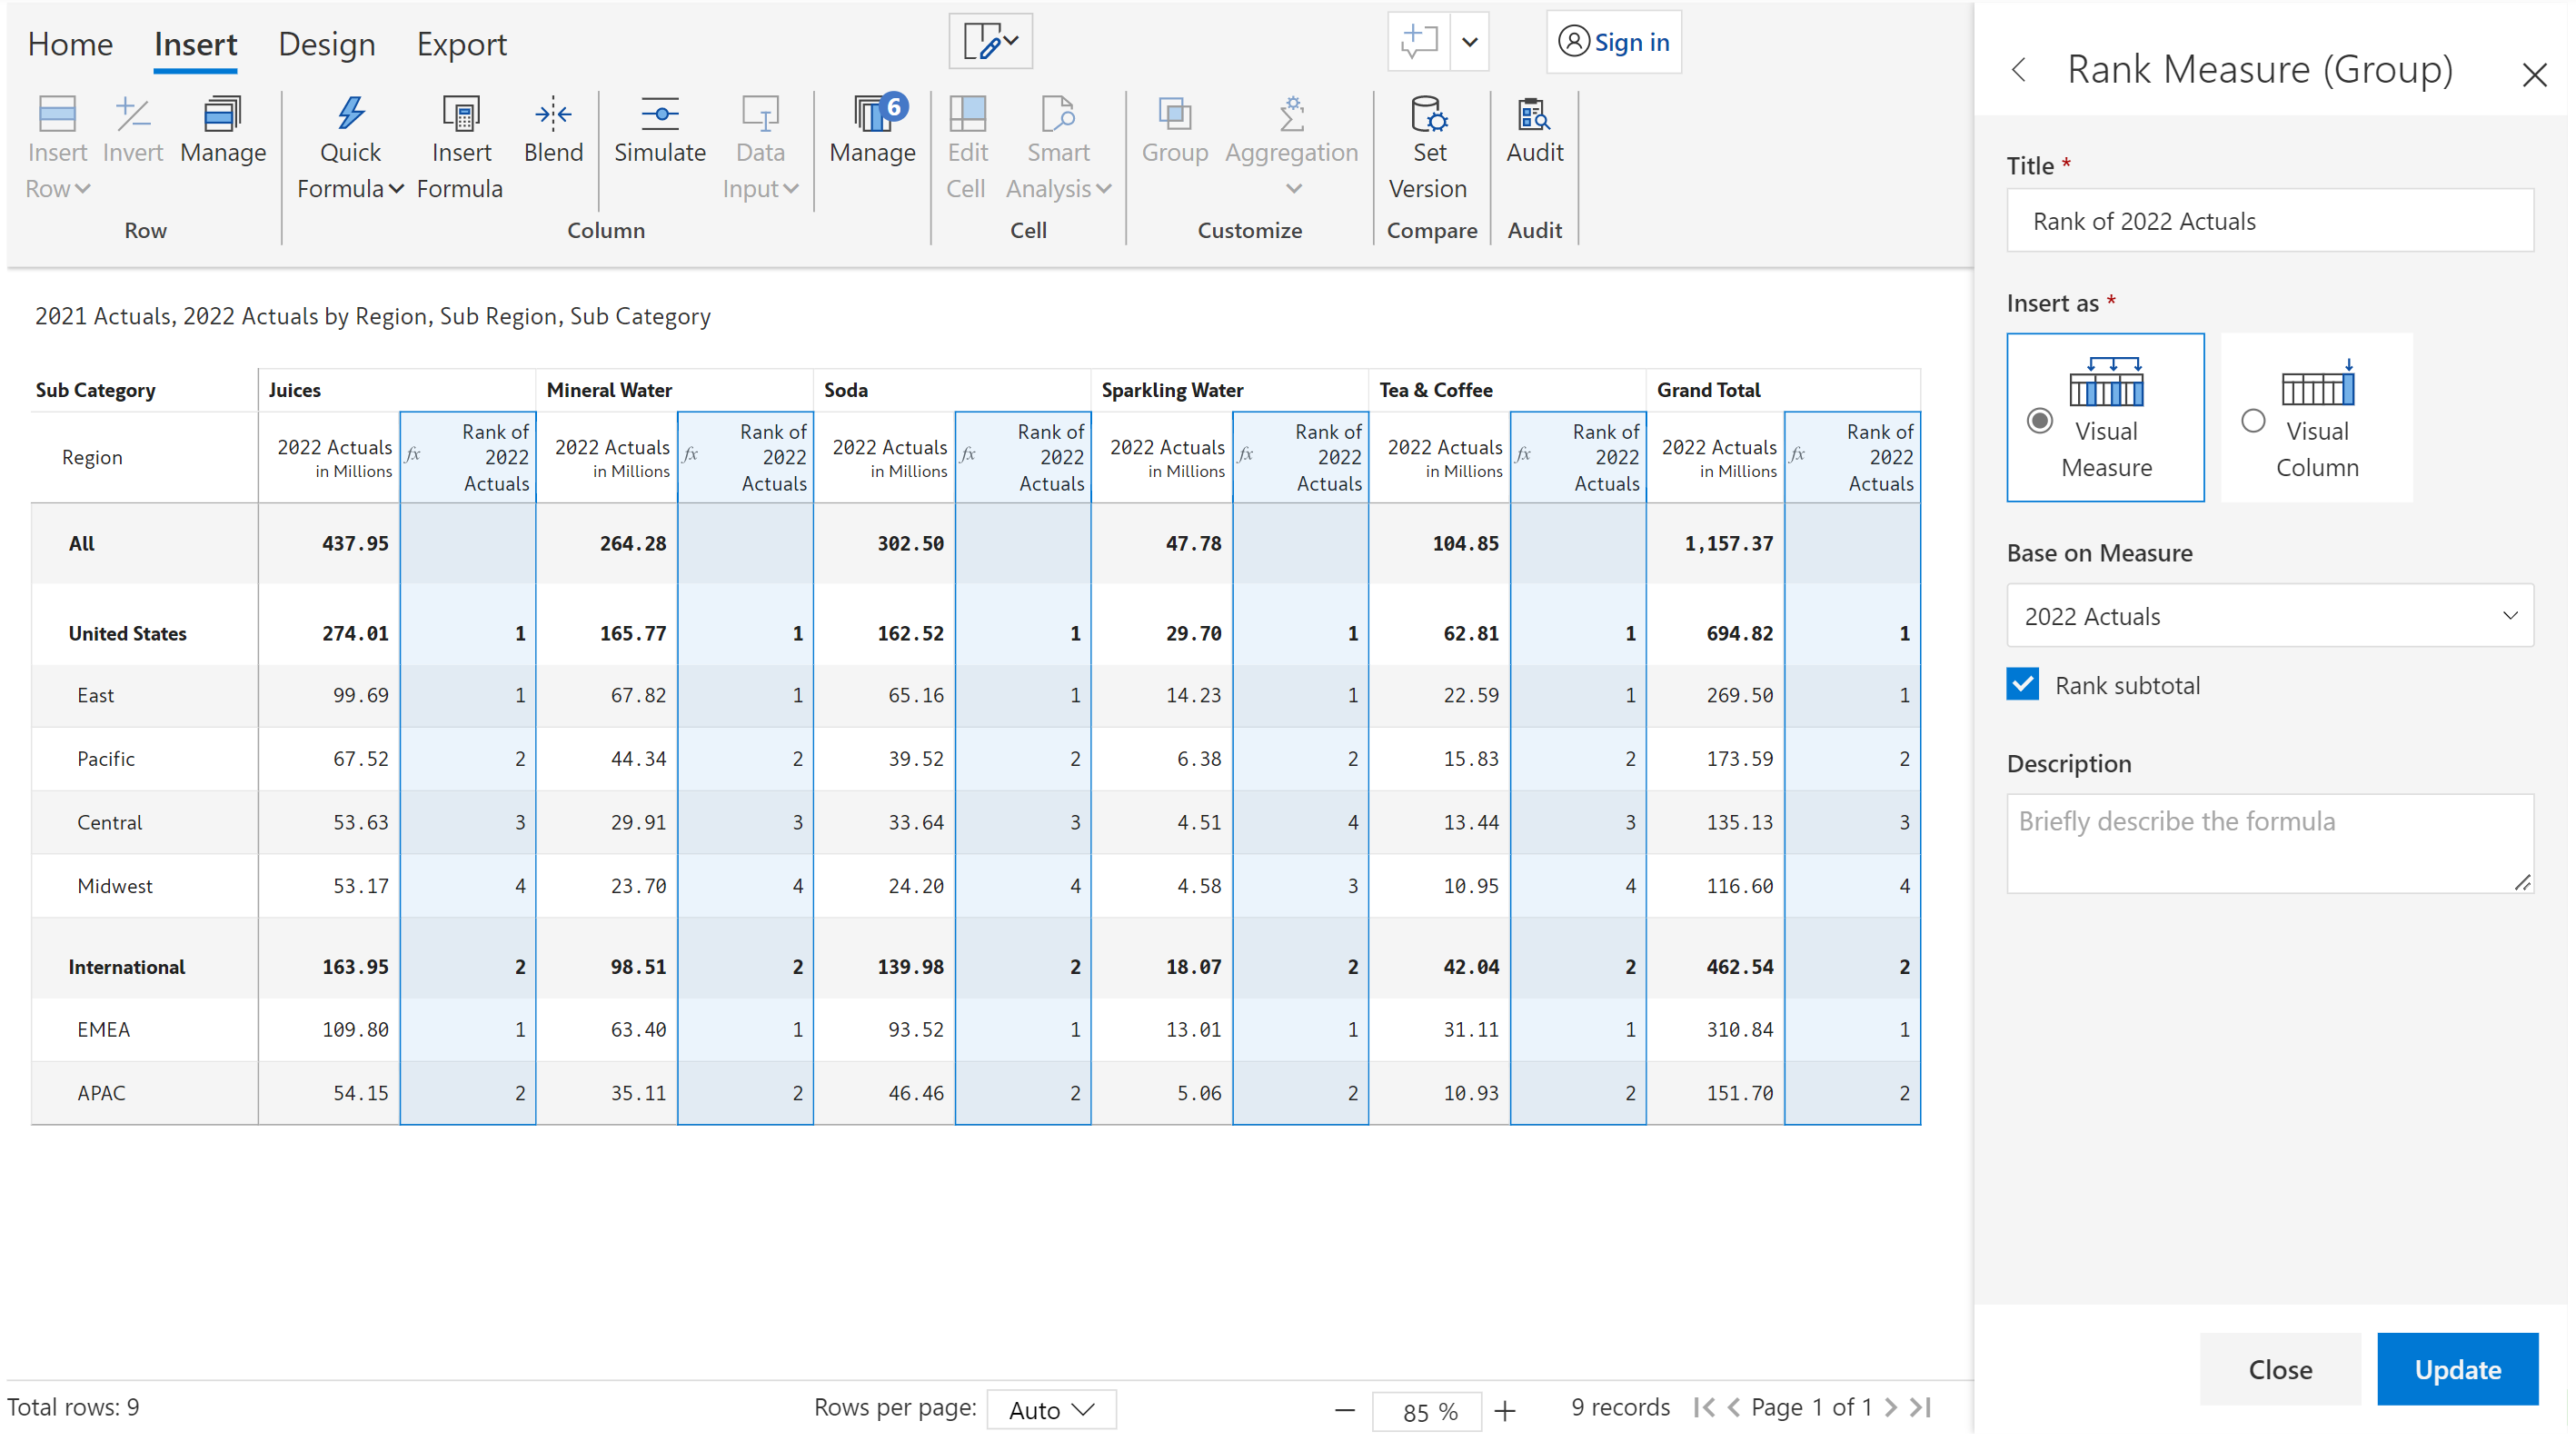 Home Insert Design Export
Sign in
Insert Row
Invert
Manage
Row
Quick Formula
Insert Formula
Blend
Simulate
Data Input
Column
Manage 6
Edit Cell
Smart Analysis
Cell
Group
Aggregation
Customize
Set Version
Compare
Audit
Audit
2021 Actuals, 2022 Actuals by Region, Sub Region, Sub Category
Sub Category Juices Mineral Water Soda Sparkling Water Tea & Coffee Grand Total
Region 2022 Actuals in Millions fx Rank of 2022 Actuals 2022 Actuals in Millions fx Rank of 2022 Actuals 2022 Actuals in Millions fx Rank of 2022 Actuals 2022 Actuals in Millions fx Rank of 2022 Actuals 2022 Actuals in Millions fx Rank of 2022 Actuals 2022 Actuals in Millions fx Rank of 2022 Actuals
All 437.95 264.28 302.50 47.78 104.85 1,157.37
United States 274.01 1 165.77 1 162.52 1 29.70 1 62.81 1 694.82 1
East 99.69 1 67.82 1 65.16 1 14.23 1 22.59 1 269.50 1
Pacific 67.52 2 44.34 2 39.52 2 6.38 2 15.83 2 173.59 2
Central 53.63 3 29.91 3 33.64 3 4.51 4 13.44 3 135.13 3
Midwest 53.17 4 23.70 4 24.20 4 4.58 3 10.95 4 116.60 4
International 163.95 2 98.51 2 139.98 2 18.07 2 42.04 2 462.54 2
EMEA 109.80 1 63.40 1 93.52 1 13.01 1 31.11 1 310.84 1
APAC 54.15 2 35.11 2 46.46 2 5.06 2 10.93 2 151.70 2
Total rows: 9
Rows per page: Auto
85 %
9 records
Page 1 of 1
Rank Measure (Group)
Title *
Rank of 2022 Actuals
Insert as *
Visual Measure
Visual Column
Base on Measure
2022 Actuals
Rank subtotal
Description
Briefly describe the formula
Close
Update